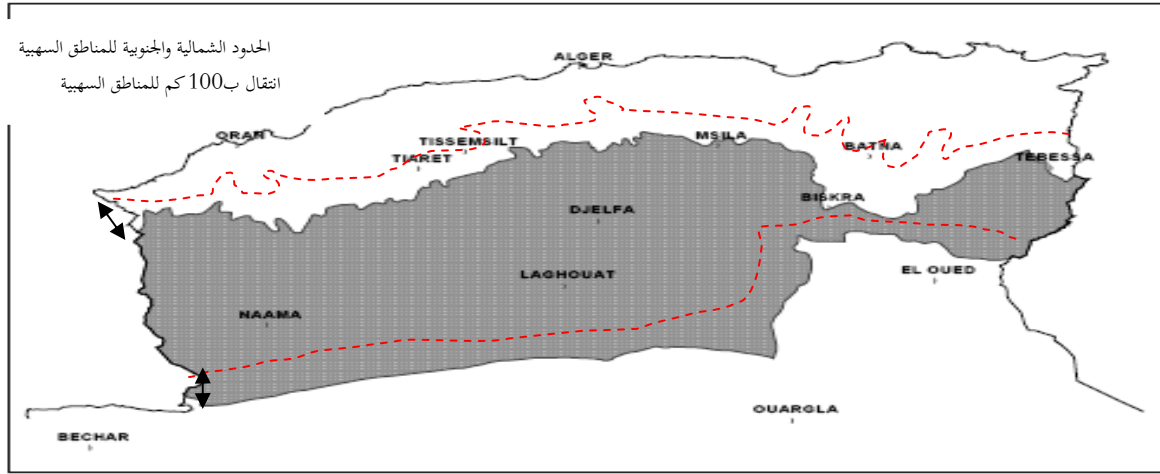 الحدود الشمالية والجنوبية للمناطق السهبية
انتقال ب100 كم للمناطق السهبية
ALGER
ORAN
TISSEMSILT
MSILA
BATNA
TIARET
TEBESSA
BISKRA
DJELFA
LAGHOUAT
EL OUED
NAAMA
OUARGLA
BECHAR